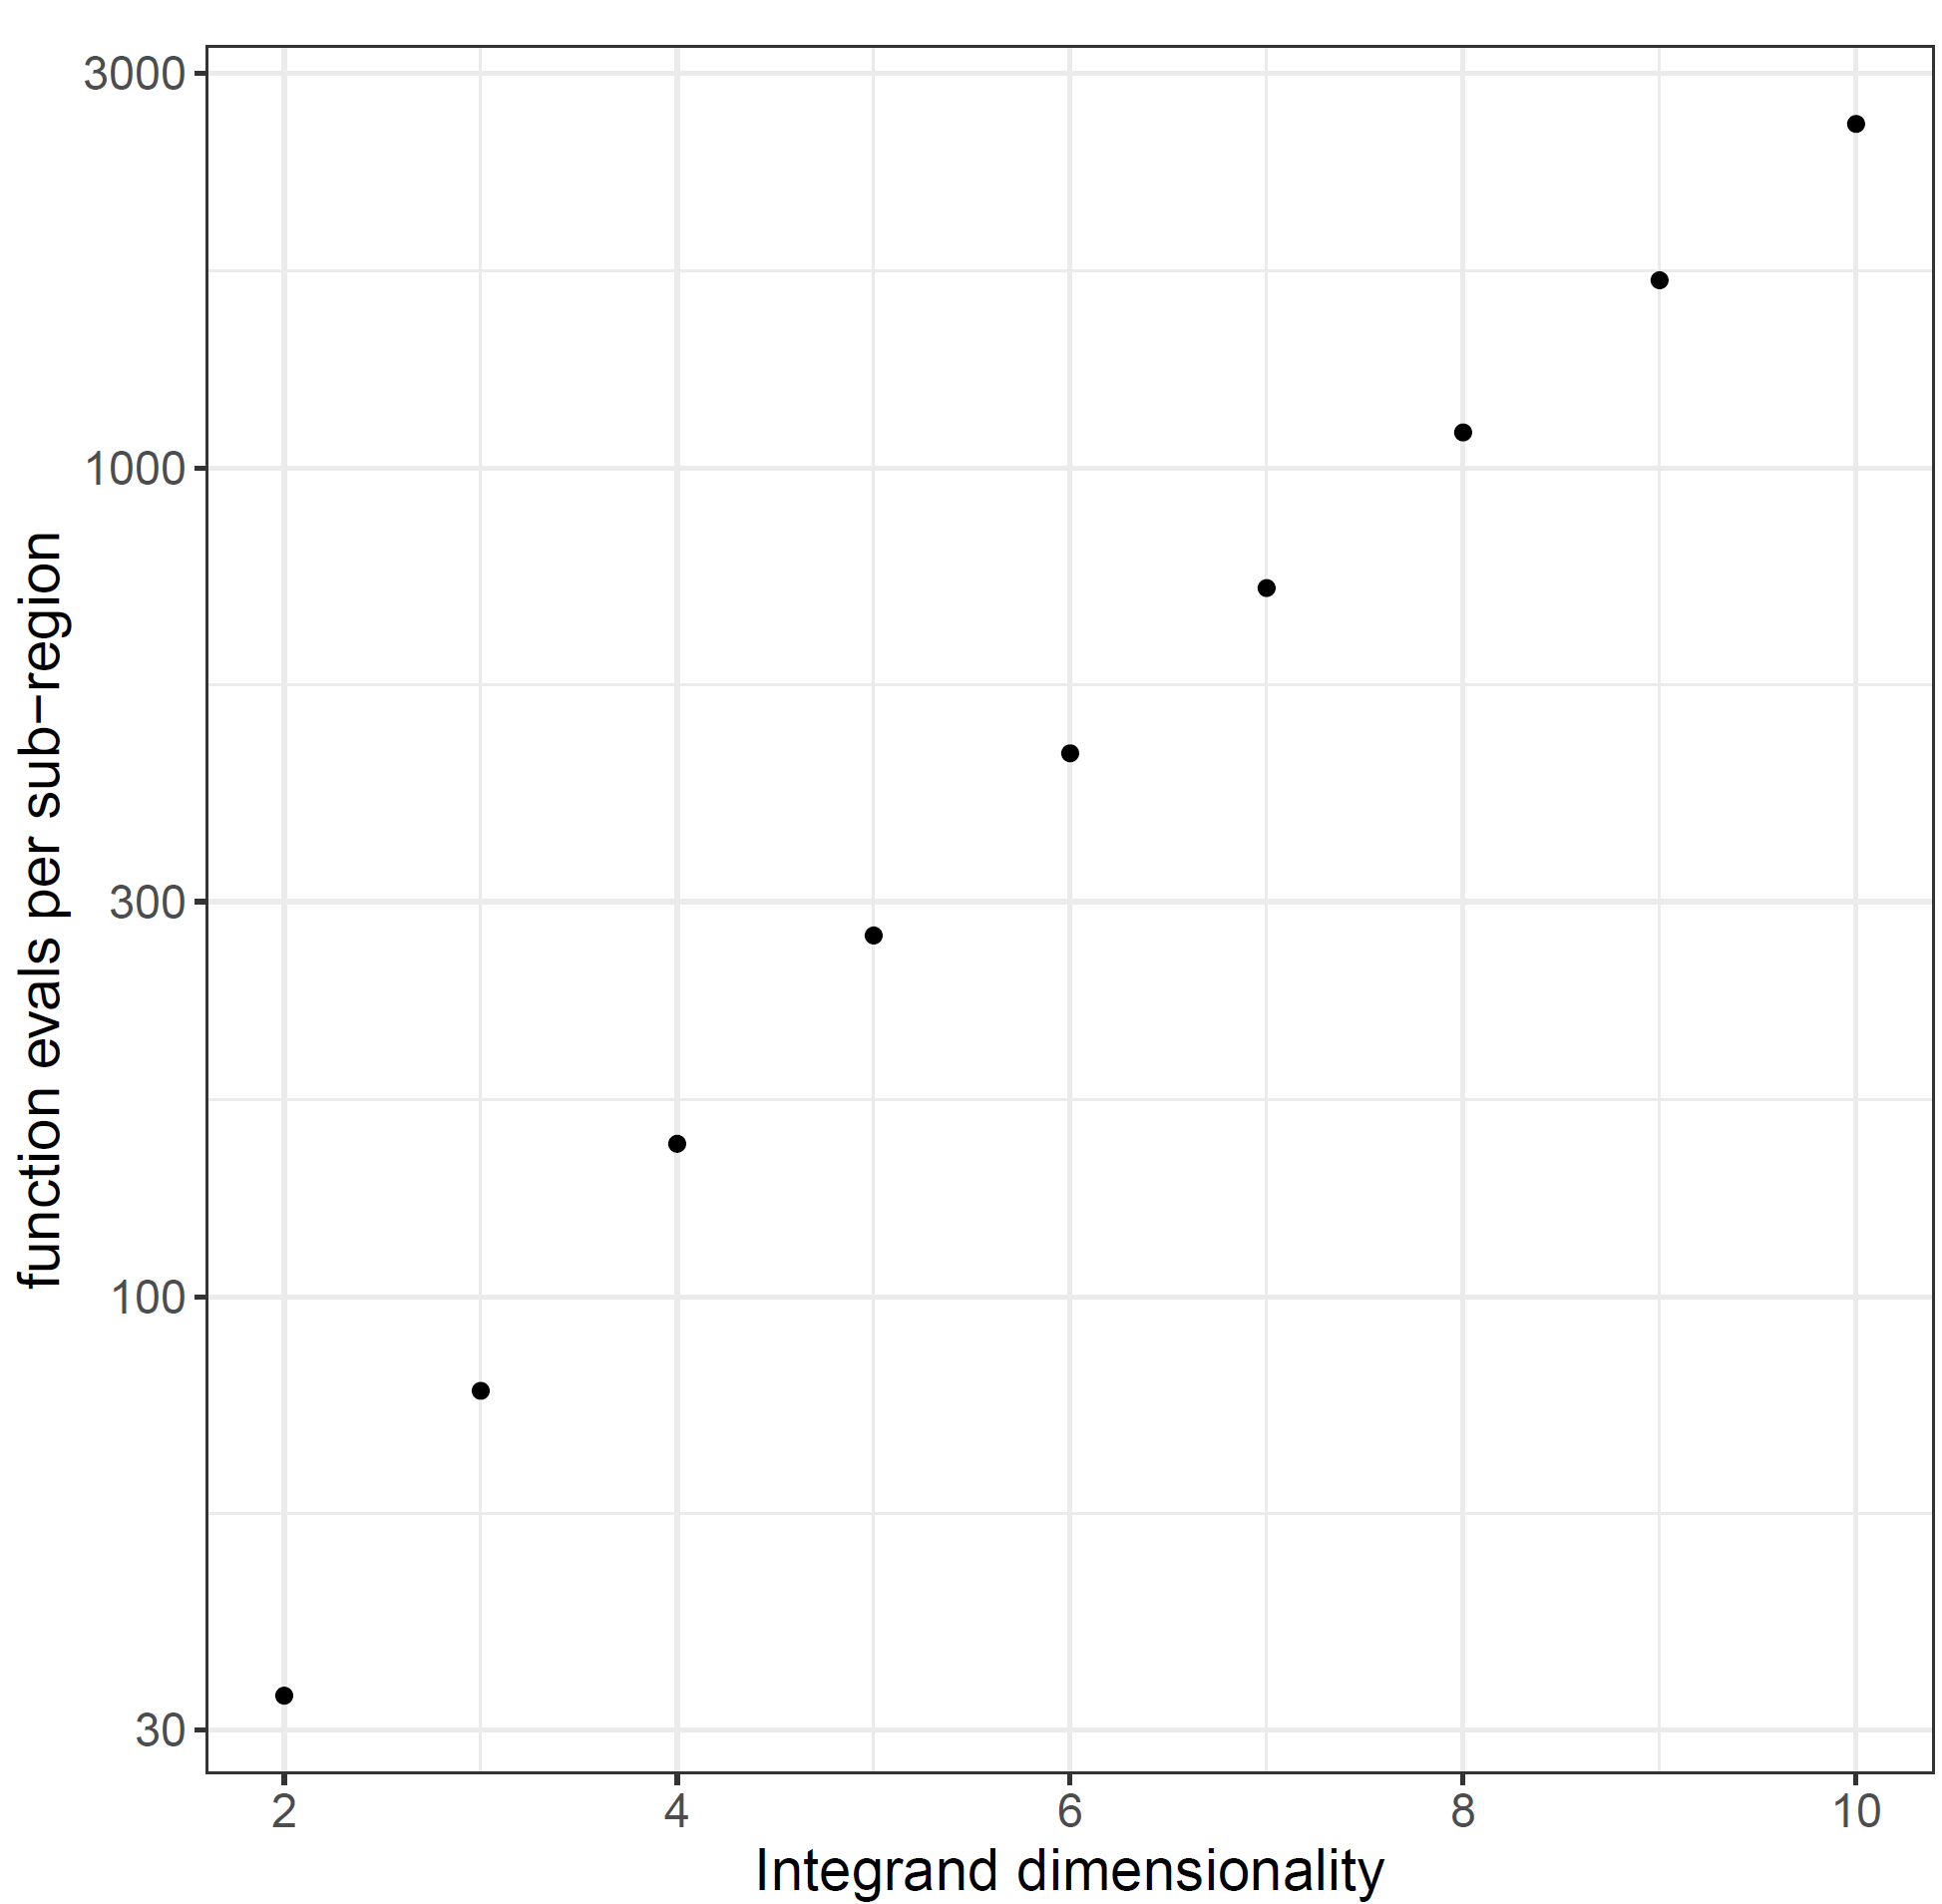 3000
1000
300
100
30
function evals per sub−region
2 4 6 8 10
Integrand dimensionality